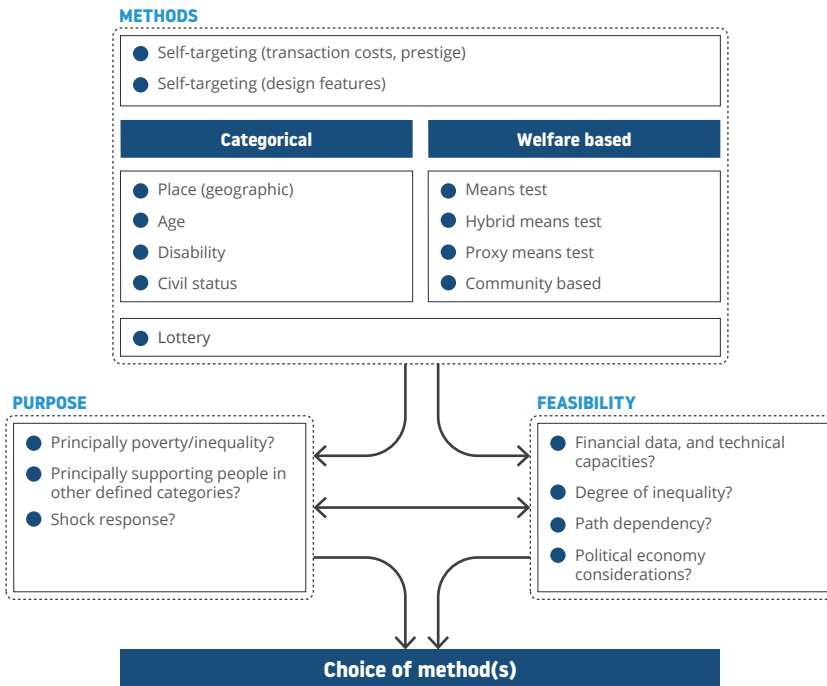 METHODS
Self-targeting (transaction costs, prestige)
Self-targeting (design features)
Categorical
Place (geographic)
Age
Disability
Civil status
Welfare based
Means test
Hybrid means test
Proxy means test
Community based
Lottery
PURPOSE
Principally poverty/inequality?
Principally supporting people in
other defined categories?
Shock response?
FEASIBILITY
Financial data, and technical
capacities?
Degree of inequality?
Path dependency?
Political economy
considerations?
Choice of method(s)